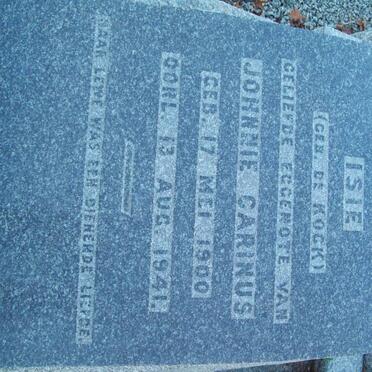 ISIE
(GEB. DE KOCK)
GELIEFDE EGGENOTE VAN
JOHNNIE CARINUS
GEB. 17 MEI 1900
OORL. 13 AUG. 1941.
HAAR LEWE WAS EEN DIENENDE LIEFDE.